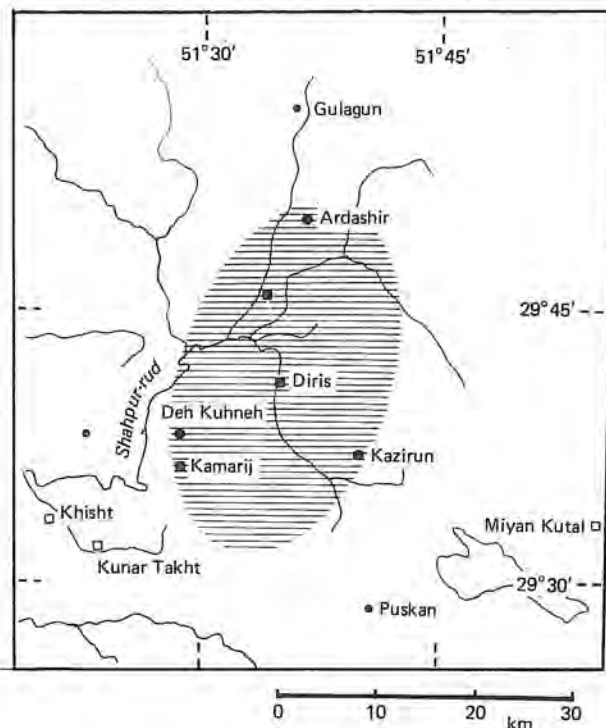 51°30′
51°45′
Gulagun
Ardashir
29°45′
Diris
Shahpur-rud
Deh Kuhneh
Kazirun
Kamarij
Khisht
Miyan Kutal
Kunar Takht
29°30′
Puskan
0 10 20 30
km